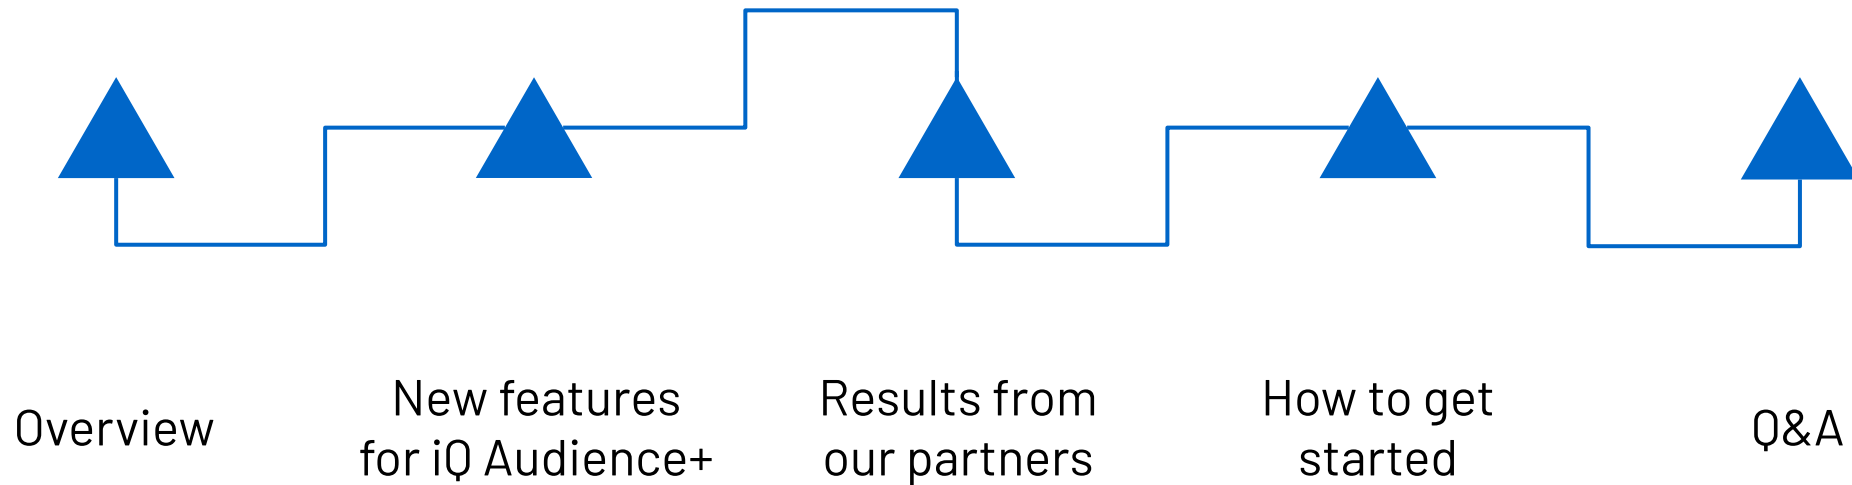 Overview
New features
for iQ Audience+
Results from
our partners
How to get
started
Q&A